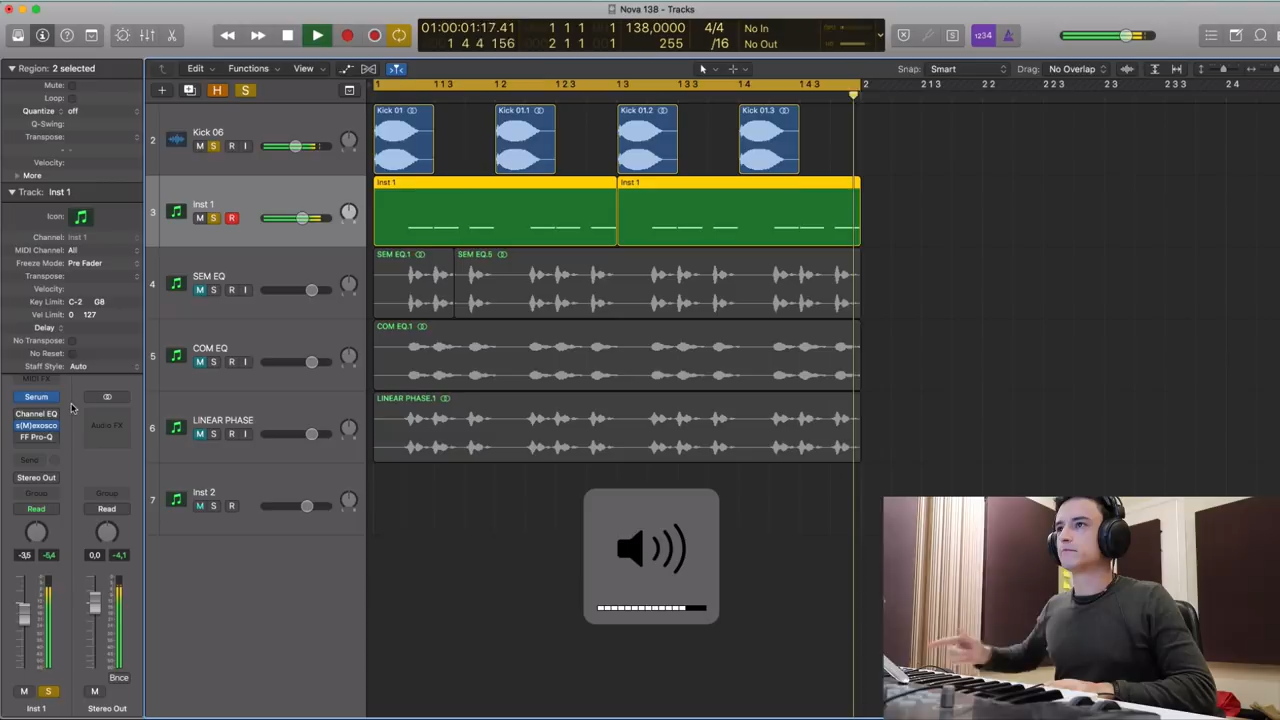 Nova 138 - Tracks
01:00:01:17.41 1 1 1 1 138,0000 4/4 No In
1 4 4 156 2 1 1 1 255 /16 No Out
1234
Region: 2 selected
Edit Functions View Snap: Smart Drag: No Overlap
Mute:
Loop:
Quantize off
Q-Swing:
Transpose:
Velocity:
More
H S
1 1 1 3 1 3 1 3 3 1 4 3 2 2 1 3 2 2 2 2 3 2 3 3 2 4
Track: Inst 1
Icon:
Channel: Inst 1
MIDI Channel: All
Freeze Mode: Pre Fader
Transpose:
Velocity:
Key Limit: C-2 G8
Vel Limit: 0 127
Delay
No Transpose:
No Reset:
Staff Style: Auto
MIDI FX
Serum
Channel EQ
s(M)exosco
FF Pro-Q
Audio FX
Send
Stereo Out
Group Group
Read Read
-3,5 -5,4 0,0 -4,1
Bnce
M S M
Inst 1 Stereo Out
2 Kick 06
M S R I
3 Inst 1
M S R
4 SEM EQ
M S R I
5 COM EQ
M S R I
6 LINEAR PHASE
M S R I
7 Inst 2
M S R
Kick 01 Kick 01.1 Kick 01.2 Kick 01.3
Inst 1 Inst 1
SEM EQ.1 SEM EQ.5
COM EQ.1
LINEAR PHASE.1